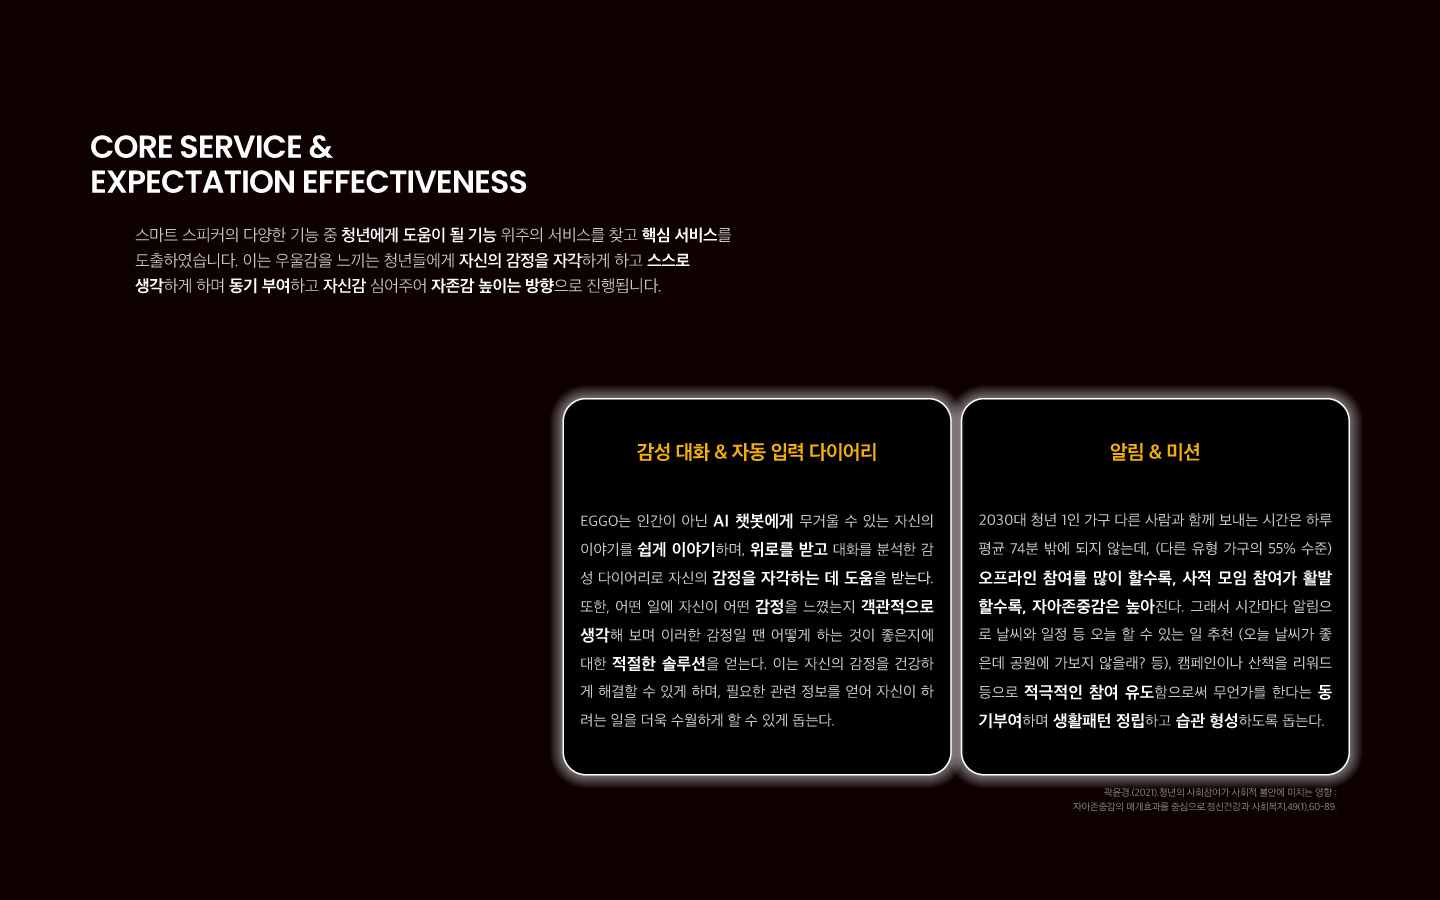 CORE SERVICE &
EXPECTATION EFFECTIVENESS
스마트 스피커의 다양한 기능 중 청년에게 도움이 될 기능 위주의 서비스를 찾고 핵심 서비스를
도출하였습니다. 이는 우울감을 느끼는 청년들에게 자신의 감정을 자각하게 하고 스스로
생각하게 하며 동기 부여하고 자신감 심어주어 자존감 높이는 방향으로 진행됩니다.
감성 대화 & 자동 입력 다이어리
EGGO는 인간이 아닌 AI 챗봇에게 무거울 수 있는 자신의
이야기를 쉽게 이야기하며, 위로를 받고 대화를 분석한 감
성 다이어리로 자신의 감정을 자각하는 데 도움을 받는다.
또한, 어떤 일에 자신이 어떤 감정을 느꼈는지 객관적으로
생각해 보며 이러한 감정일 땐 어떻게 하는 것이 좋은지에
대한 적절한 솔루션을 얻는다. 이는 자신의 감정을 건강하
게 해결할 수 있게 하며, 필요한 관련 정보를 얻어 자신이 하
려는 일을 더욱 수월하게 할 수 있게 돕는다.
알림 & 미션
2030대 청년 1인 가구 다른 사람과 함께 보내는 시간은 하루
평균 74분 밖에 되지 않는데, (다른 유형 가구의 55% 수준)
오프라인 참여를 많이 할수록, 사적 모임 참여가 활발
할수록, 자아존중감은 높아진다. 그래서 시간마다 알림으
로 날씨와 일정 등 오늘 할 수 있는 일 추천 (오늘 날씨가 좋
은데 공원에 가보지 않을래? 등), 캠페인이나 산책을 리워드
등으로 적극적인 참여 유도함으로써 무언가를 한다는 동
기부여하며 생활패턴 정립하고 습관 형성하도록 돕는다.
곽윤경.(2021).청년의 사회참여가 사회적 불안에 미치는 영향 :
자아존중감의 매개효과를 중심으로.정신건강과 사회복지,49(1),60-89.